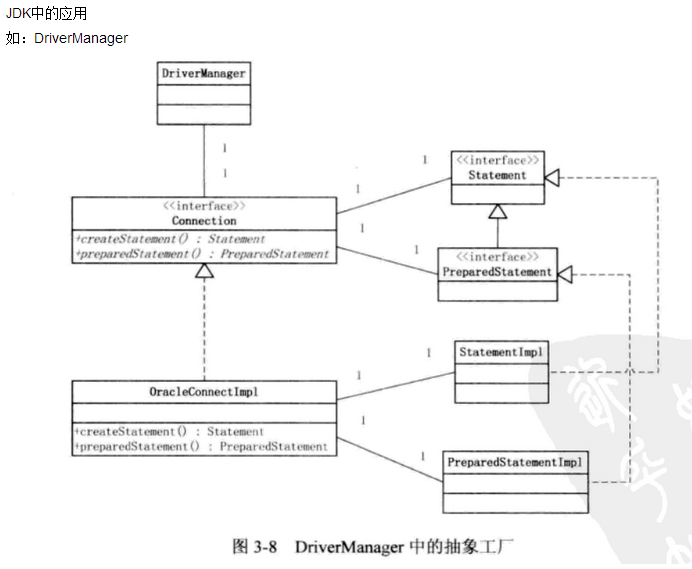 JDK中的应用
如：DriverManager
DriverManager
1
1
<<interface>>
Connection
+createStatement() : Statement
+preparedStatement() : PreparedStatement
1
1
<<interface>>
Statement
1
1
<<interface>>
PreparedStatement
OracleConnectImpl
+createStatement() : Statement
+preparedStatement() : PreparedStatement
1
1
StatementImpl
1
1
PreparedStatementImpl
图 3-8 DriverManager 中的抽象工厂